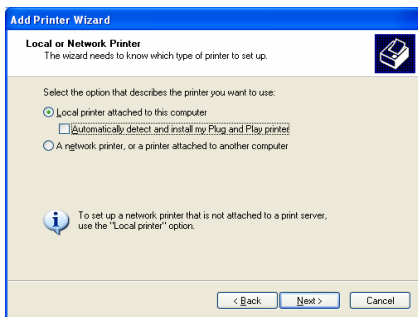 Add Printer Wizard
Local or Network Printer
The wizard needs to know which type of printer to set up.
Select the option that describes the printer you want to use:
Local printer attached to this computer
Automatically detect and install my Plug and Play printer
A network printer, or a printer attached to another computer
To set up a network printer that is not attached to a print server,
use the "Local printer" option.
< Back Next > Cancel